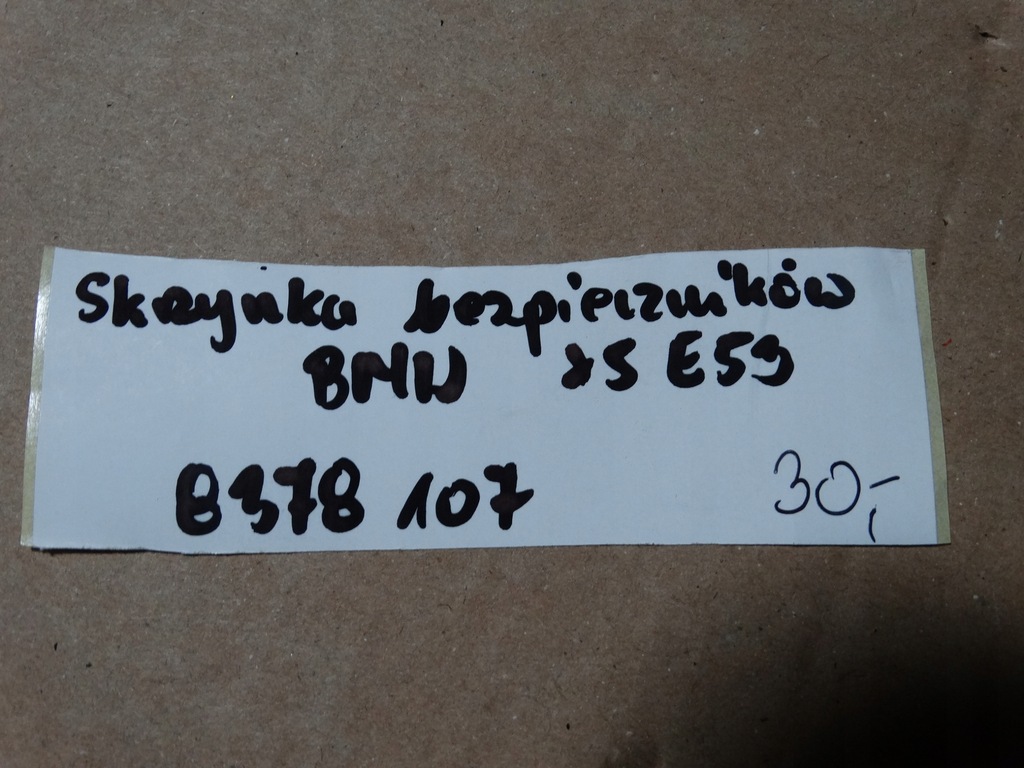 Skrzynka bezpieczników
BMW X5 E53
8378 107
30,-